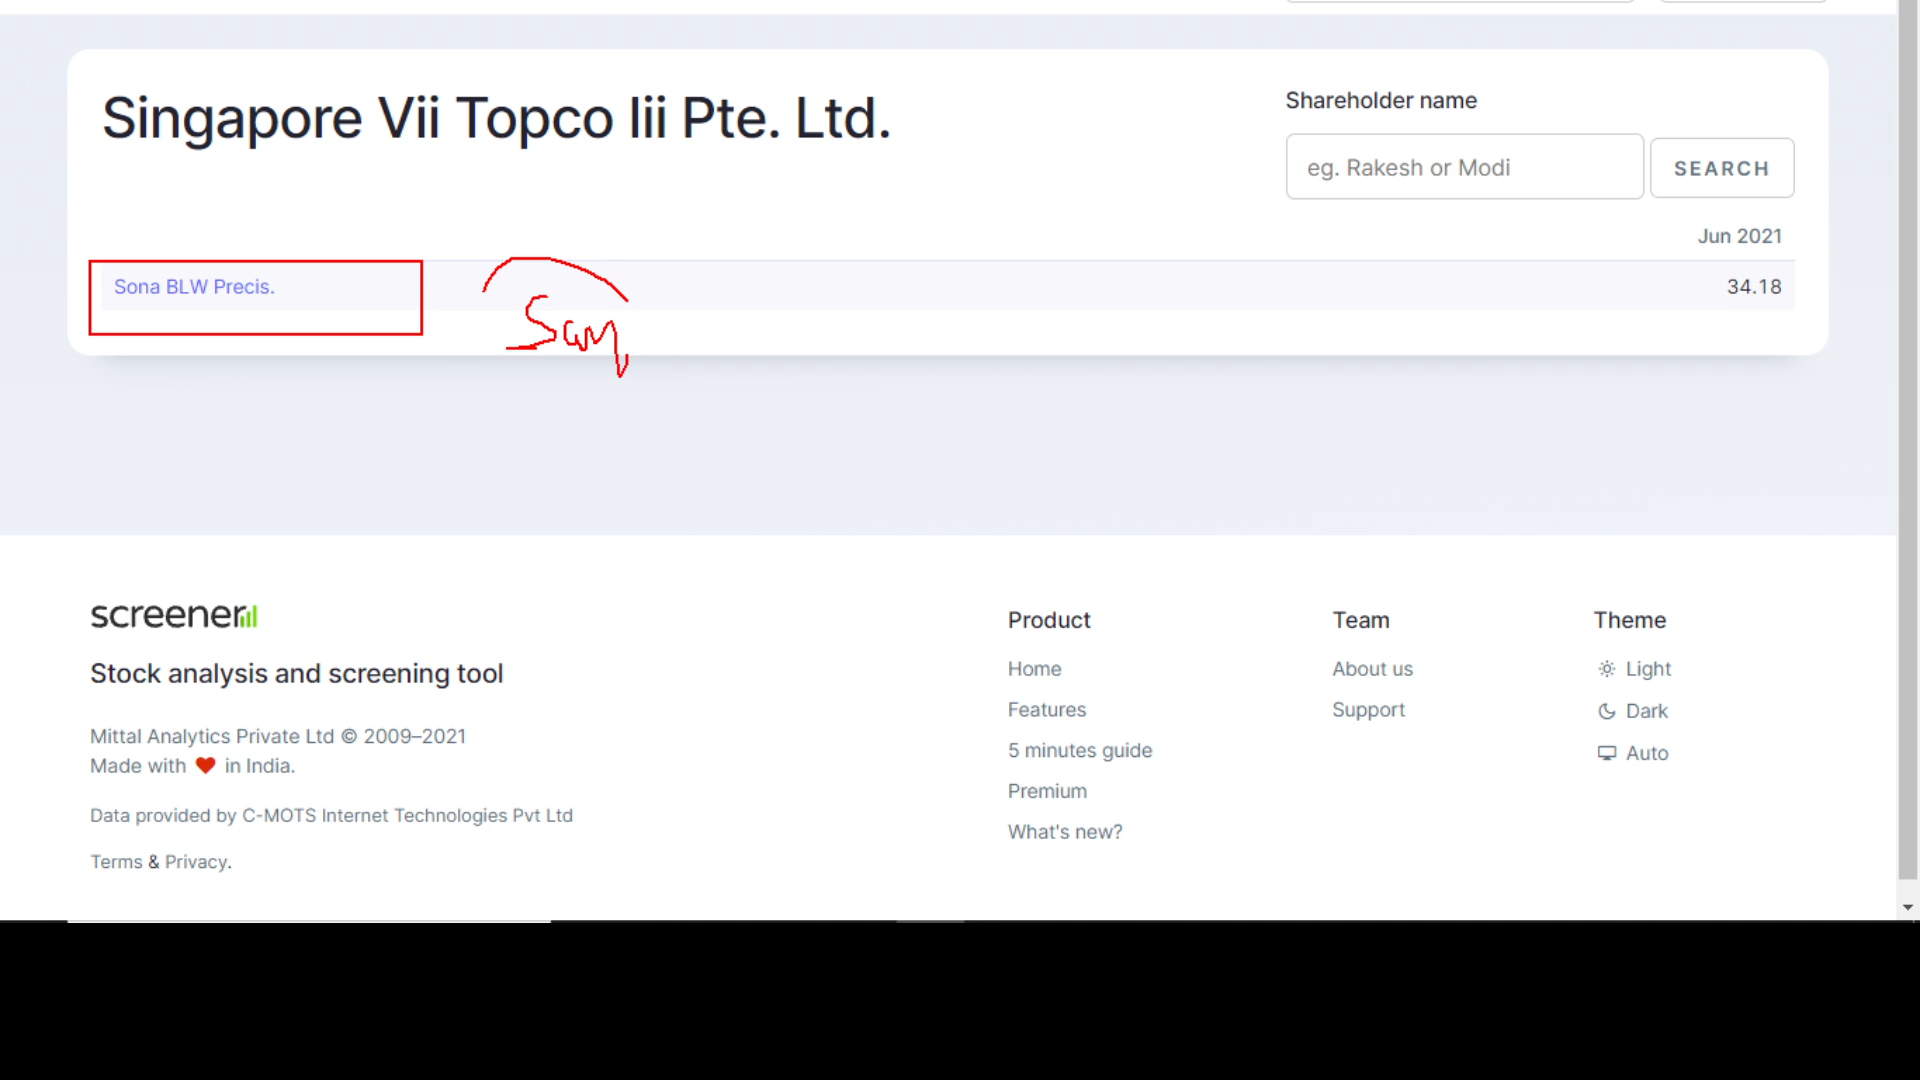 Singapore Vii Topco Iii Pte. Ltd.
Shareholder name
eg. Rakesh or Modi
SEARCH
Jun 2021
Sona BLW Precis.
34.18
screener
Stock analysis and screening tool
Mittal Analytics Private Ltd © 2009–2021
Made with ❤ in India.
Data provided by C-MOTS Internet Technologies Pvt Ltd
Terms & Privacy.
Product
Home
Features
5 minutes guide
Premium
What's new?
Team
About us
Support
Theme
Light
Dark
Auto